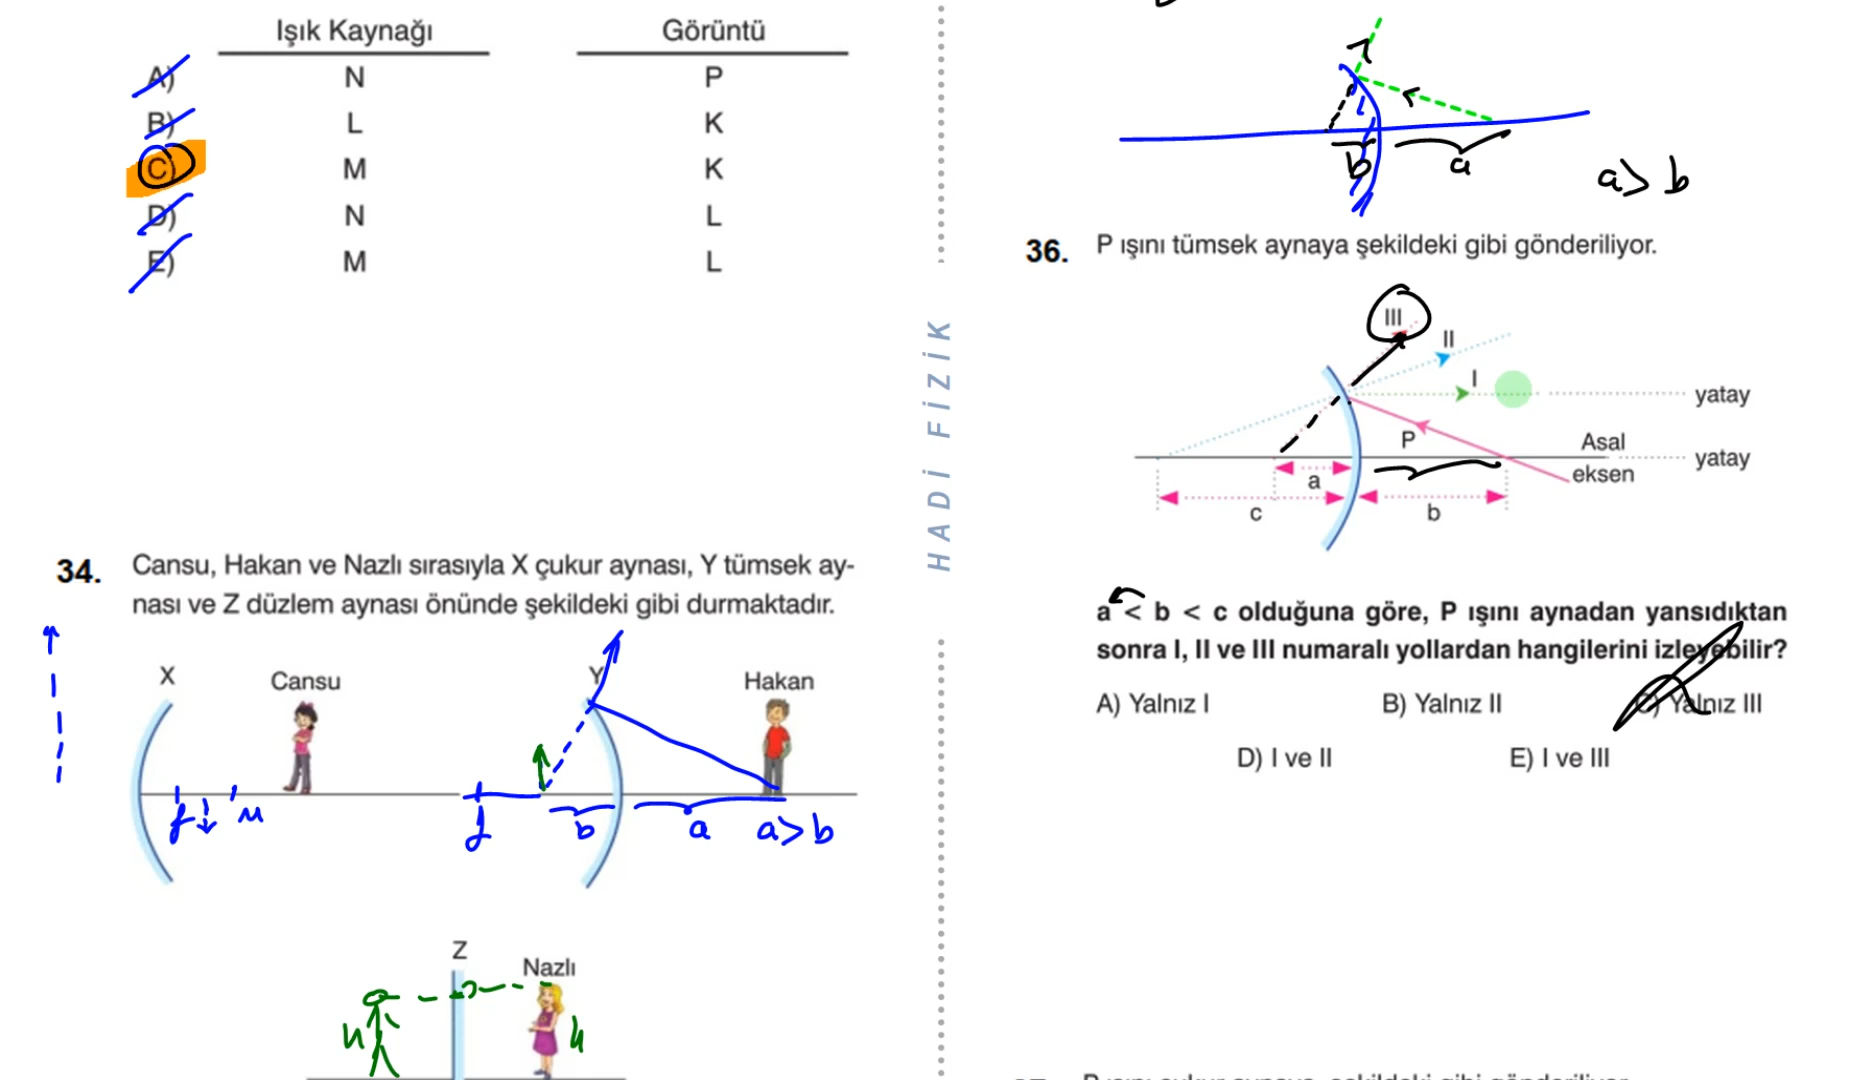 Işık Kaynağı Görüntü
A) N P
B) L K
C) M K
D) N L
E) M L
34. Cansu, Hakan ve Nazlı sırasıyla X çukur aynası, Y tümsek ay-
nası ve Z düzlem aynası önünde şekildeki gibi durmaktadır.
X Cansu Y Hakan
f M f b a a > b
Z
Nazlı
h h
HADİ FİZİK
b a
a > b
36. P ışını tümsek aynaya şekildeki gibi gönderiliyor.
III
II
I
yatay
P Asal
yatay
a eksen
c b
a < b < c olduğuna göre, P ışını aynadan yansıdıktan
sonra I, II ve III numaralı yollardan hangilerini izleyebilir?
A) Yalnız I B) Yalnız II C) Yalnız III
D) I ve II E) I ve III